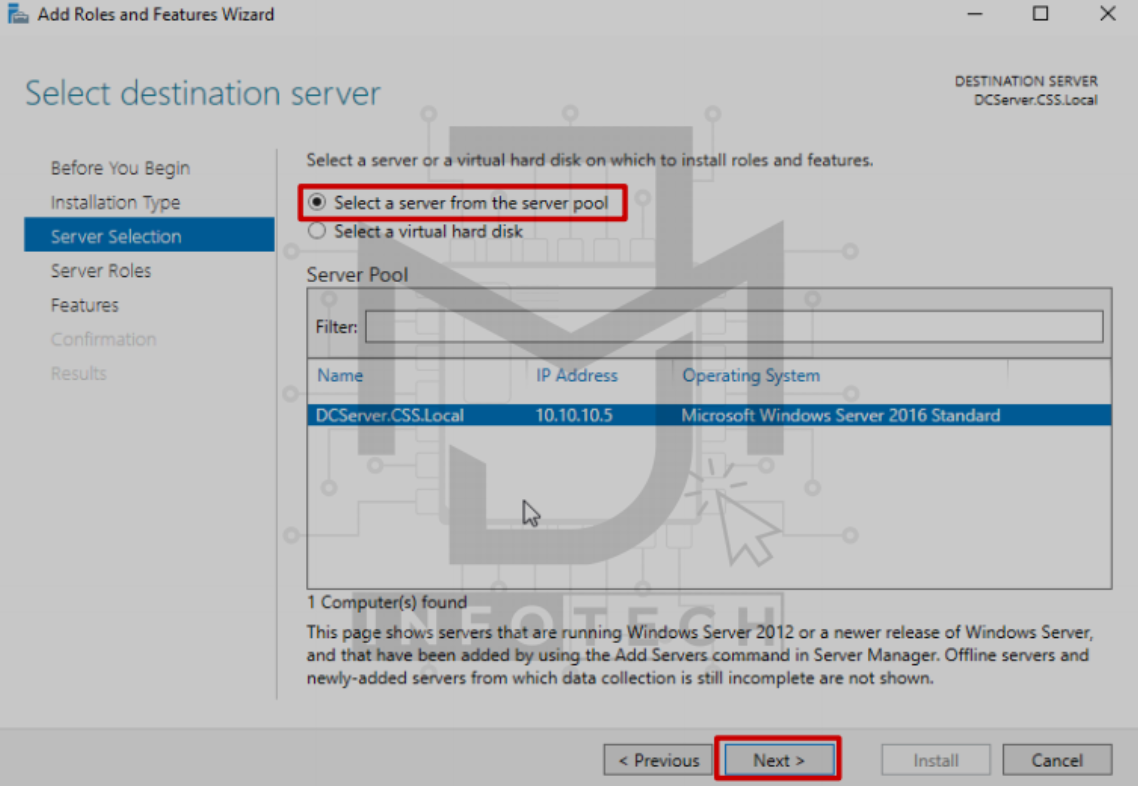 Add Roles and Features Wizard
Select destination server
DESTINATION SERVER
DCServer.CSS.Local
Before You Begin
Installation Type
Server Selection
Server Roles
Features
Confirmation
Results
Select a server or a virtual hard disk on which to install roles and features.
Select a server from the server pool
Select a virtual hard disk
Server Pool
Filter:
Name IP Address Operating System
DCServer.CSS.Local 10.10.10.5 Microsoft Windows Server 2016 Standard
1 Computer(s) found
INFOTECH
This page shows servers that are running Windows Server 2012 or a newer release of Windows Server,
and that have been added by using the Add Servers command in Server Manager. Offline servers and
newly-added servers from which data collection is still incomplete are not shown.
< Previous Next > Install Cancel